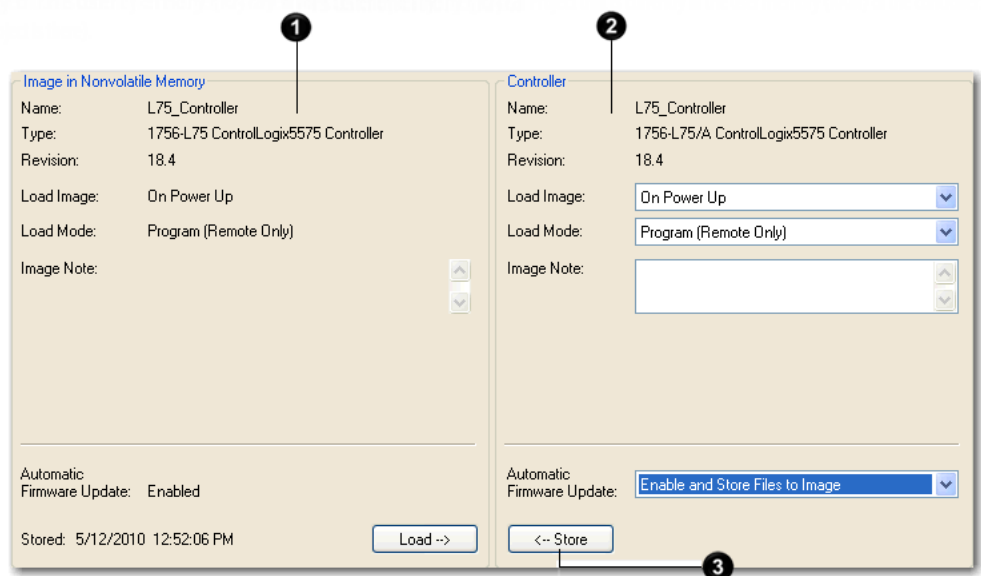 1
2
Image in Nonvolatile Memory
Name: L75_Controller
Type: 1756-L75 ControlLogix5575 Controller
Revision: 18.4
Load Image: On Power Up
Load Mode: Program (Remote Only)
Image Note:
Automatic
Firmware Update: Enabled
Stored: 5/12/2010 12:52:06 PM
Load -->
Controller
Name: L75_Controller
Type: 1756-L75/A ControlLogix5575 Controller
Revision: 18.4
Load Image: On Power Up
Load Mode: Program (Remote Only)
Image Note:
Automatic
Firmware Update: Enable and Store Files to Image
<-- Store
3